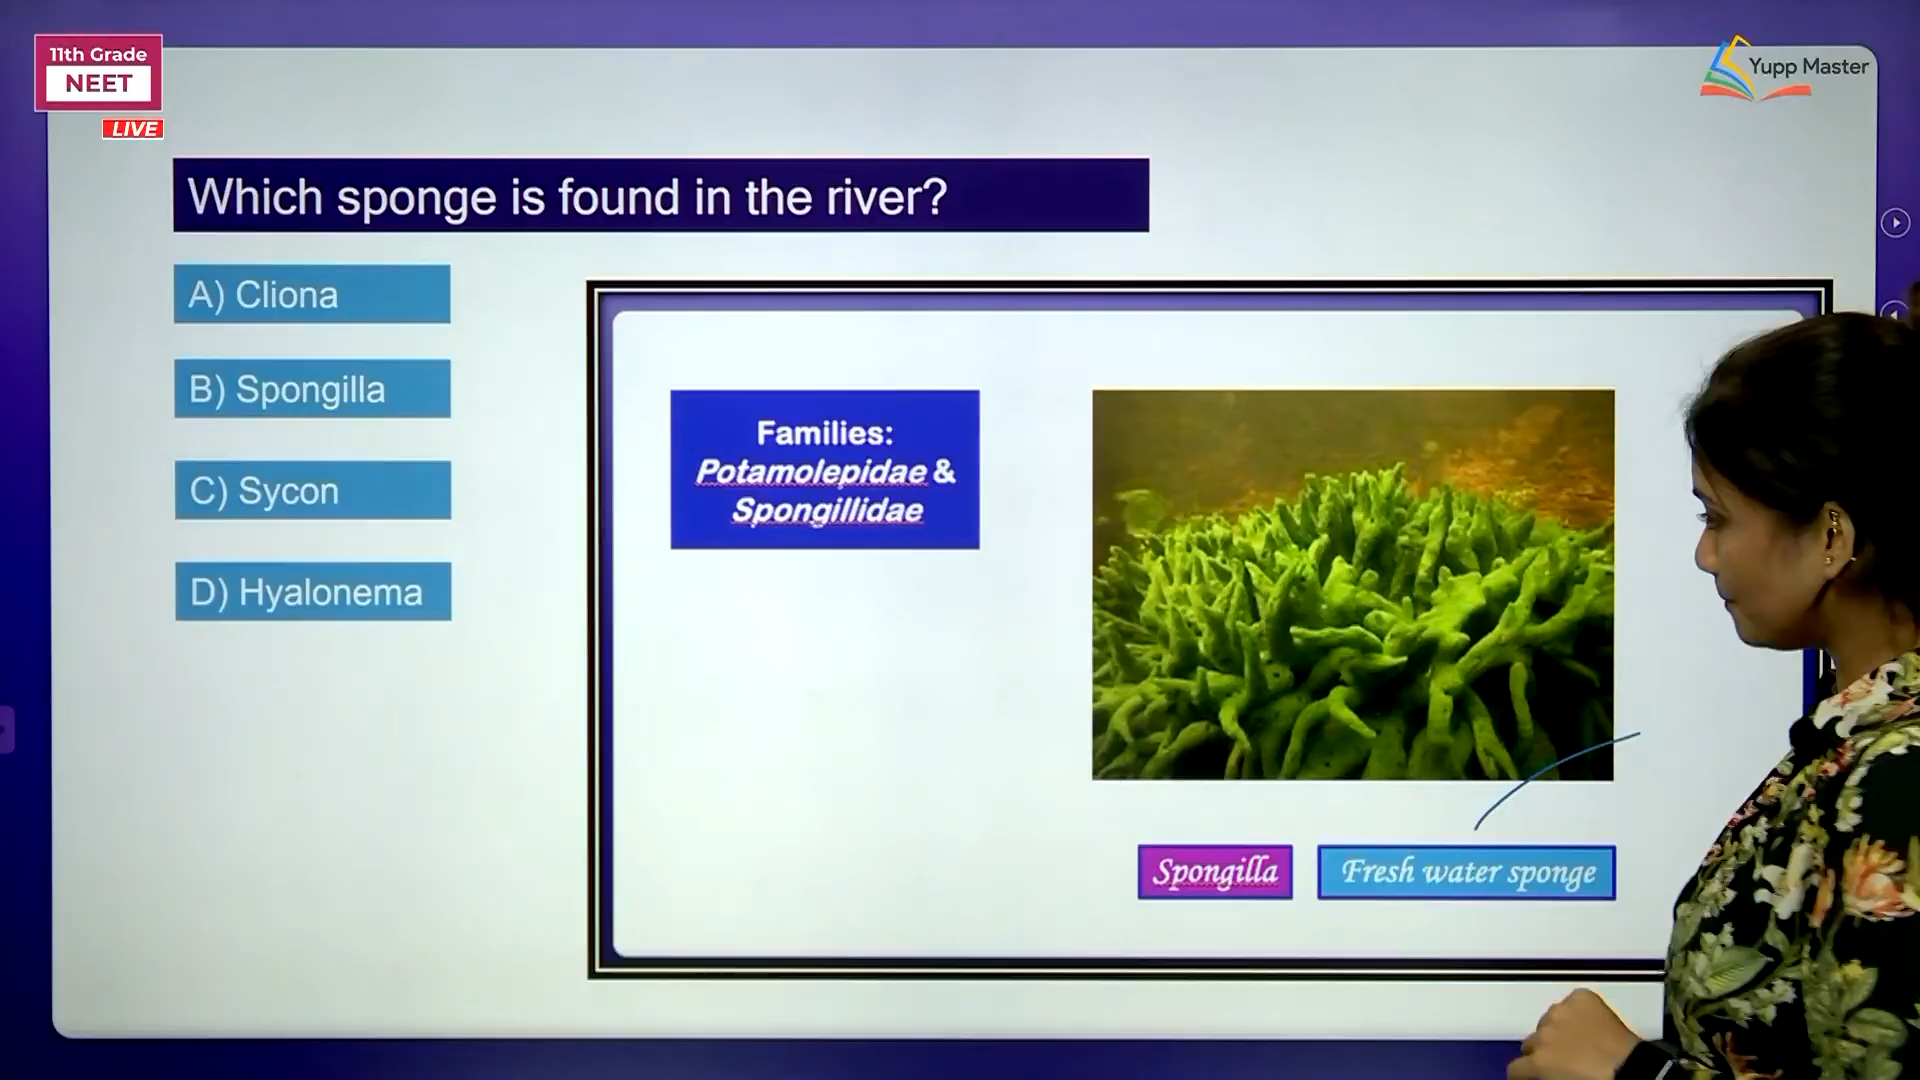 11th Grade
NEET
LIVE
Yupp Master
Which sponge is found in the river?
A) Cliona
B) Spongilla
C) Sycon
D) Hyalonema
Families:
Potamolepidae &
Spongillidae
Spongilla
Fresh water sponge